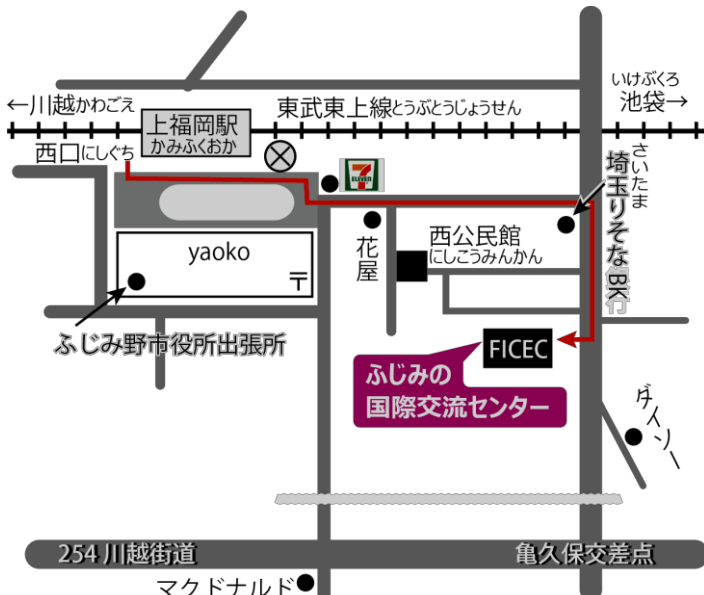 いけぶくろ
池袋→
←川越かわごえ
東武東上線とうぶとうじょうせん
上福岡駅
かみふくおか
西口にしぐち
7
ELEVEN
さいたま
埼玉りそなBK
銀行
花屋
西公民館
にしこうみんかん
yaoko
〒
ふじみ野市役所出張所
FICEC
ふじみの
国際交流センター
ダイソー
254 川越街道
亀久保交差点
マクドナルド